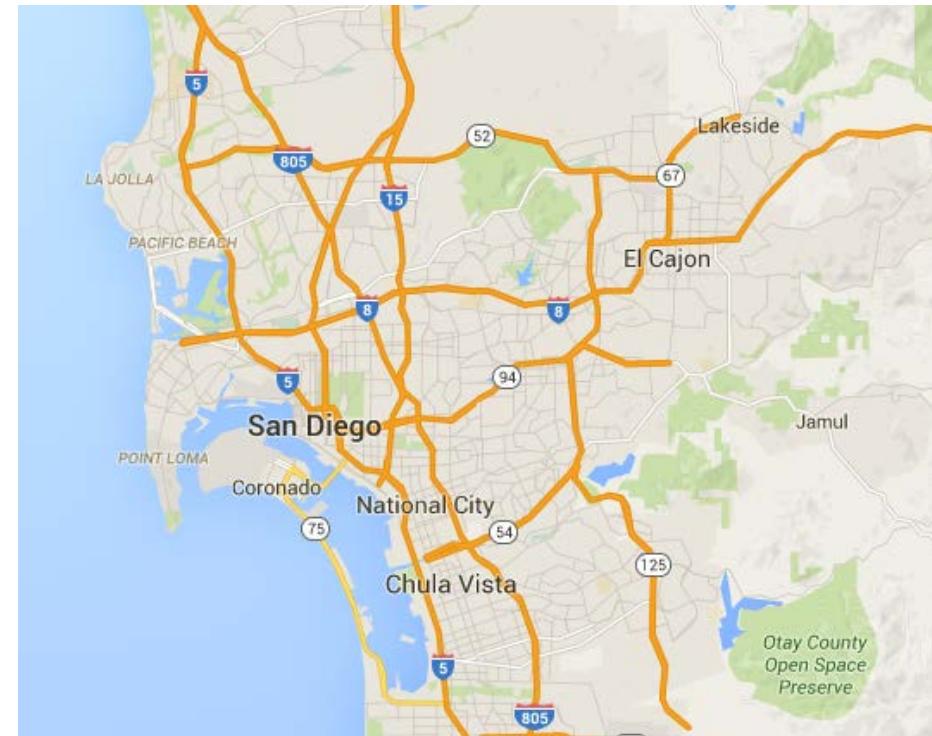 5
52
Lakeside
805
67
LA JOLLA
15
PACIFIC BEACH
El Cajon
8
8
5
94
San Diego
Jamul
POINT LOMA
Coronado
National City
75
54
125
Chula Vista
Otay County
Open Space
Preserve
5
805